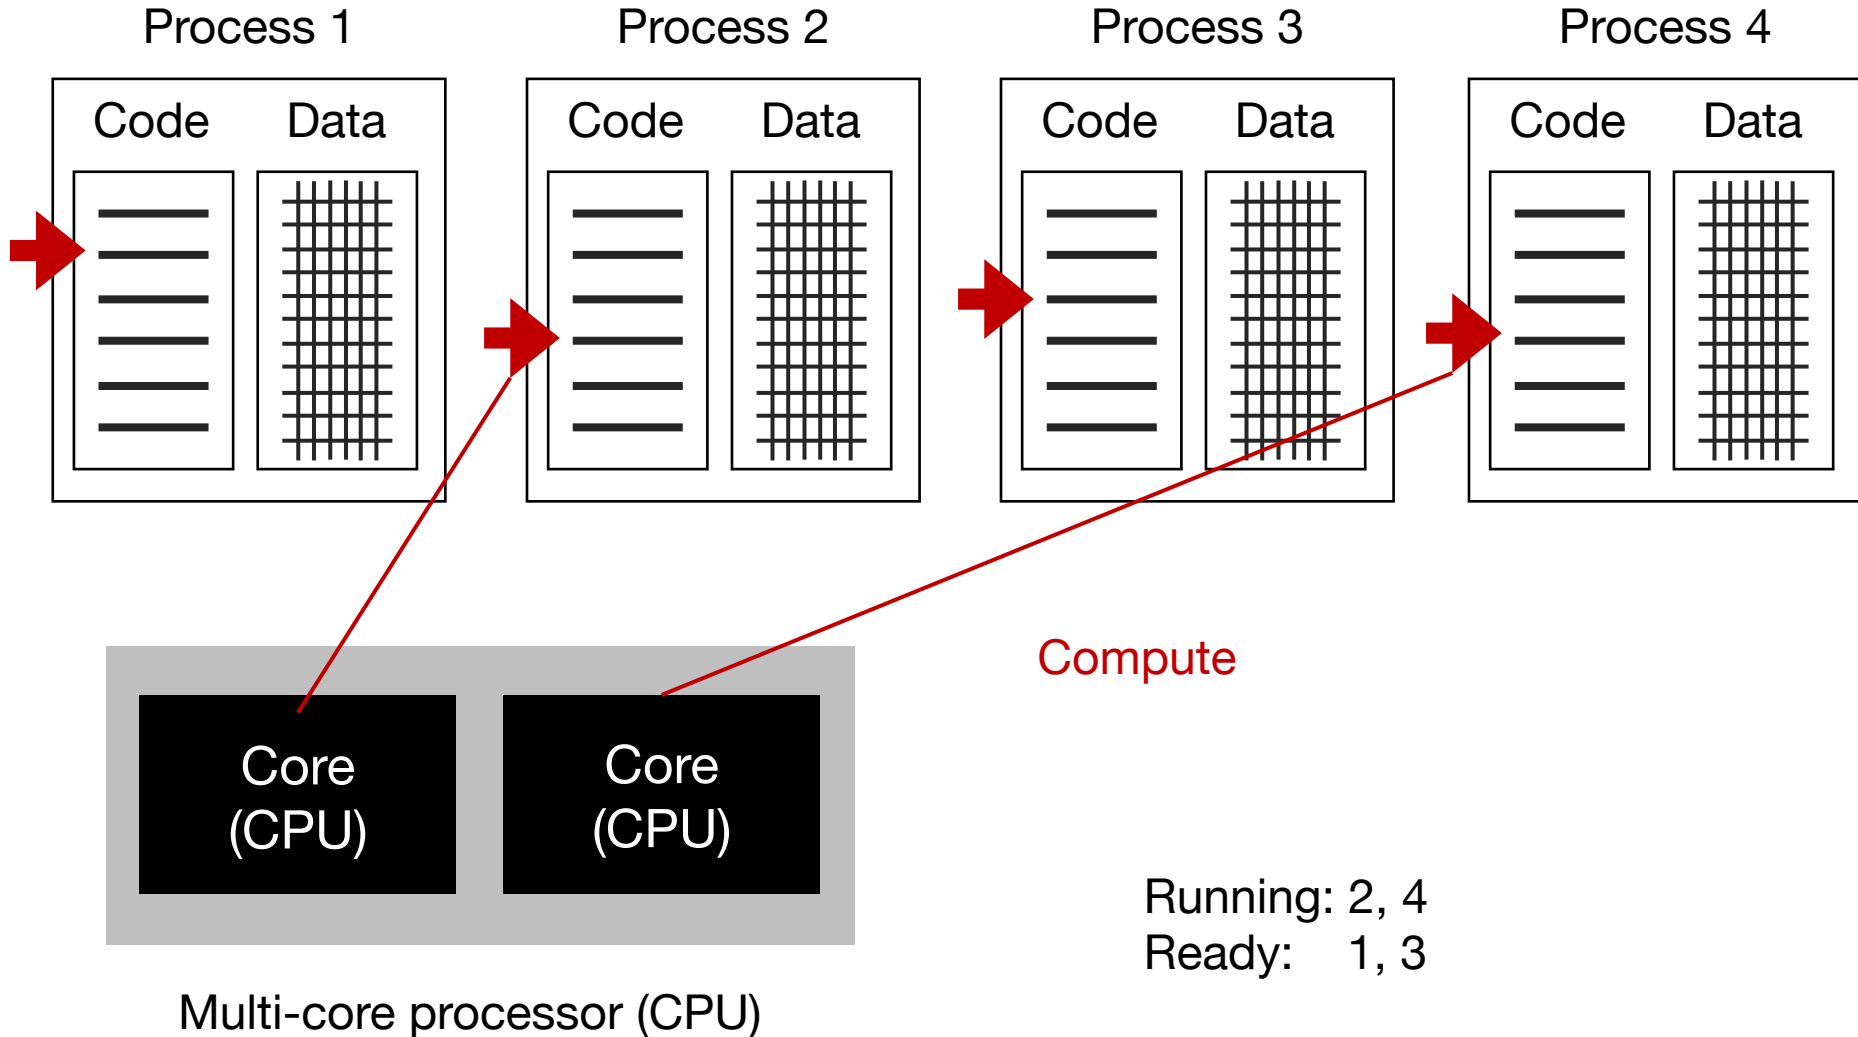 Process 1
Process 2
Process 3
Process 4
Code Data
Code Data
Code Data
Code Data
Compute
Core
(CPU)
Core
(CPU)
Running: 2, 4
Ready: 1, 3
Multi-core processor (CPU)